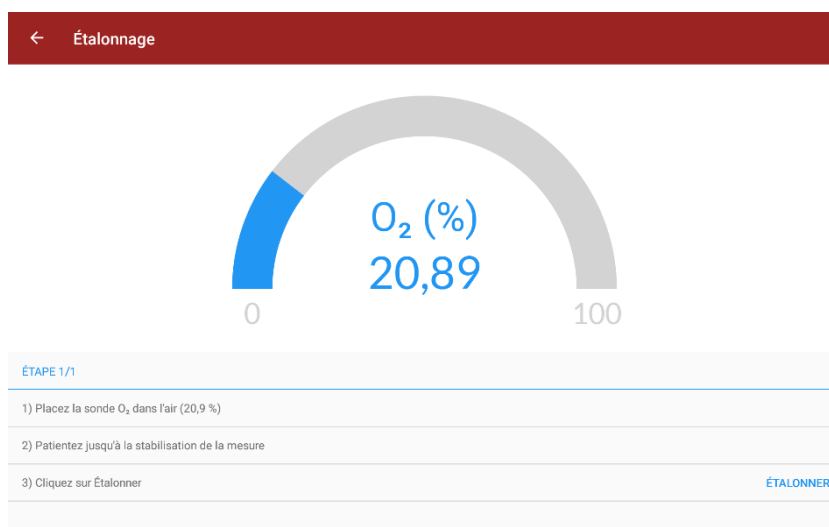 Étalonnage
O₂ (%)
20,89
0
100
ÉTAPE 1/1
1) Placez la sonde O₂ dans l'air (20,9 %)
2) Patientez jusqu'à la stabilisation de la mesure
3) Cliquez sur Étalonner
ÉTALONNER